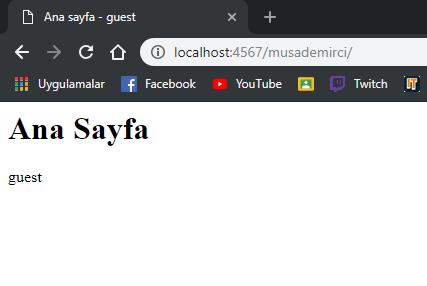 Ana sayfa - guest
localhost:4567/musademirci/
Uygulamalar Facebook YouTube Twitch
Ana Sayfa
guest